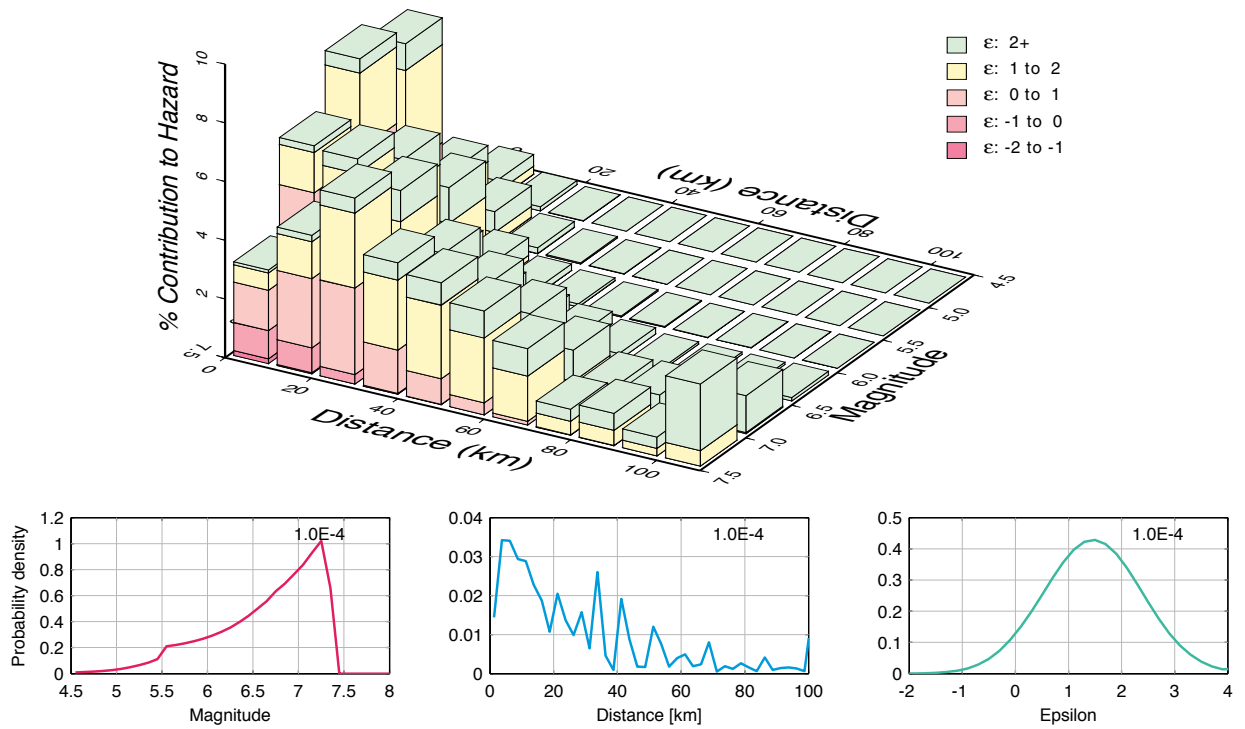 % Contribution to Hazard
10
8
6
4
2
ε: 2+
ε: 1 to 2
ε: 0 to 1
ε: -1 to 0
ε: -2 to -1
20
40
60
80
100
Distance (km)
4.5
5.0
5.5
6.0
6.5
7.0
7.5
Magnitude
7.5
0
20
40
60
80
100
Distance (km)
Probability density
1.2
1
0.8
0.6
0.4
0.2
0
1.0E-4
4.5 5 5.5 6 6.5 7 7.5 8
Magnitude
0.04
0.03
0.02
0.01
0
1.0E-4
0 20 40 60 80 100
Distance [km]
0.5
0.4
0.3
0.2
0.1
0
1.0E-4
-2 -1 0 1 2 3 4
Epsilon